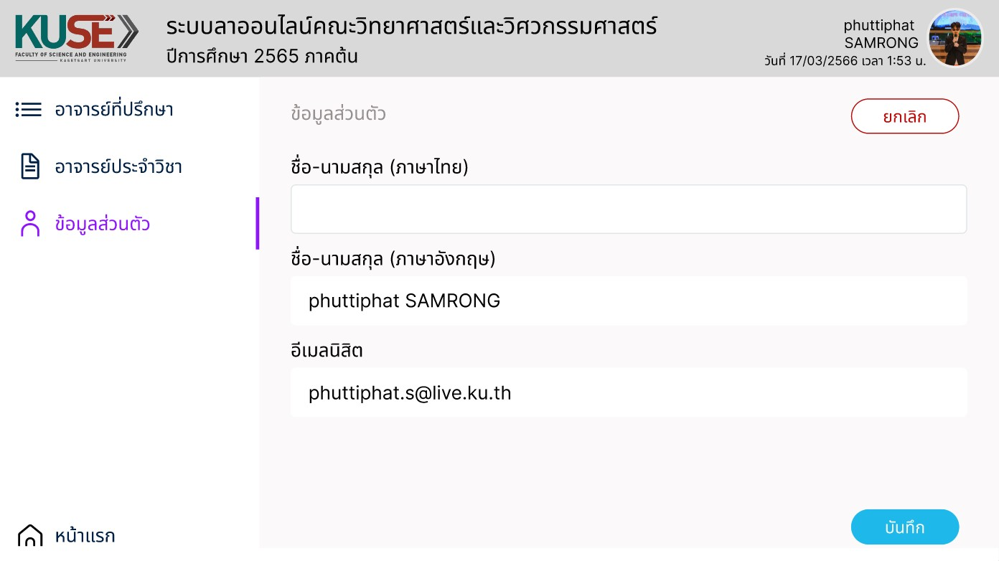 KUSE
FACULTY OF SCIENCE AND ENGINEERING
KASETSART UNIVERSITY
ระบบลาออนไลน์คณะวิทยาศาสตร์และวิศวกรรมศาสตร์
ปีการศึกษา 2565 ภาคต้น
phuttiphat
SAMRONG
วันที่ 17/03/2566 เวลา 1:53 น.
อาจารย์ที่ปรึกษา
อาจารย์ประจำวิชา
ข้อมูลส่วนตัว
หน้าแรก
ข้อมูลส่วนตัว
ยกเลิก
ชื่อ-นามสกุล (ภาษาไทย)
ชื่อ-นามสกุล (ภาษาอังกฤษ)
phuttiphat SAMRONG
อีเมลนิสิต
phuttiphat.s@live.ku.th
บันทึก